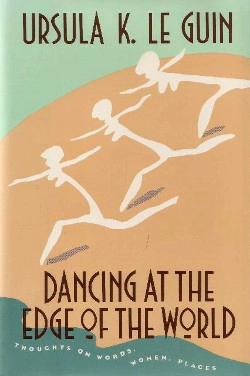 URSULA K. LE GUIN
DANCING AT THE
EDGE OF THE WORLD
THOUGHTS ON WORDS, WOMEN, PLACES